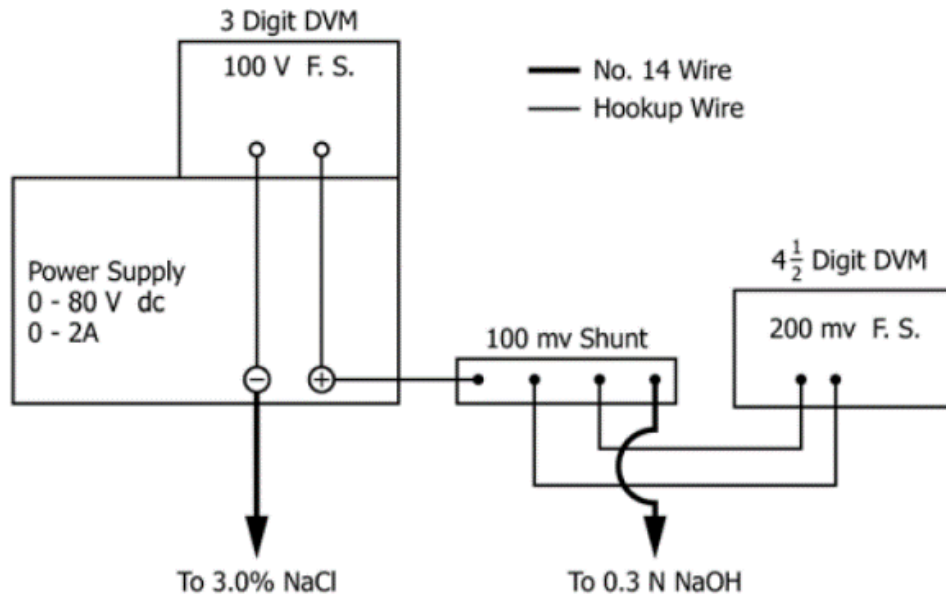 3 Digit DVM
100 V F. S.
No. 14 Wire
Hookup Wire
Power Supply
0 - 80 V dc
0 - 2A
− +
100 mv Shunt
4 1/2 Digit DVM
200 mv F. S.
To 3.0% NaCl
To 0.3 N NaOH